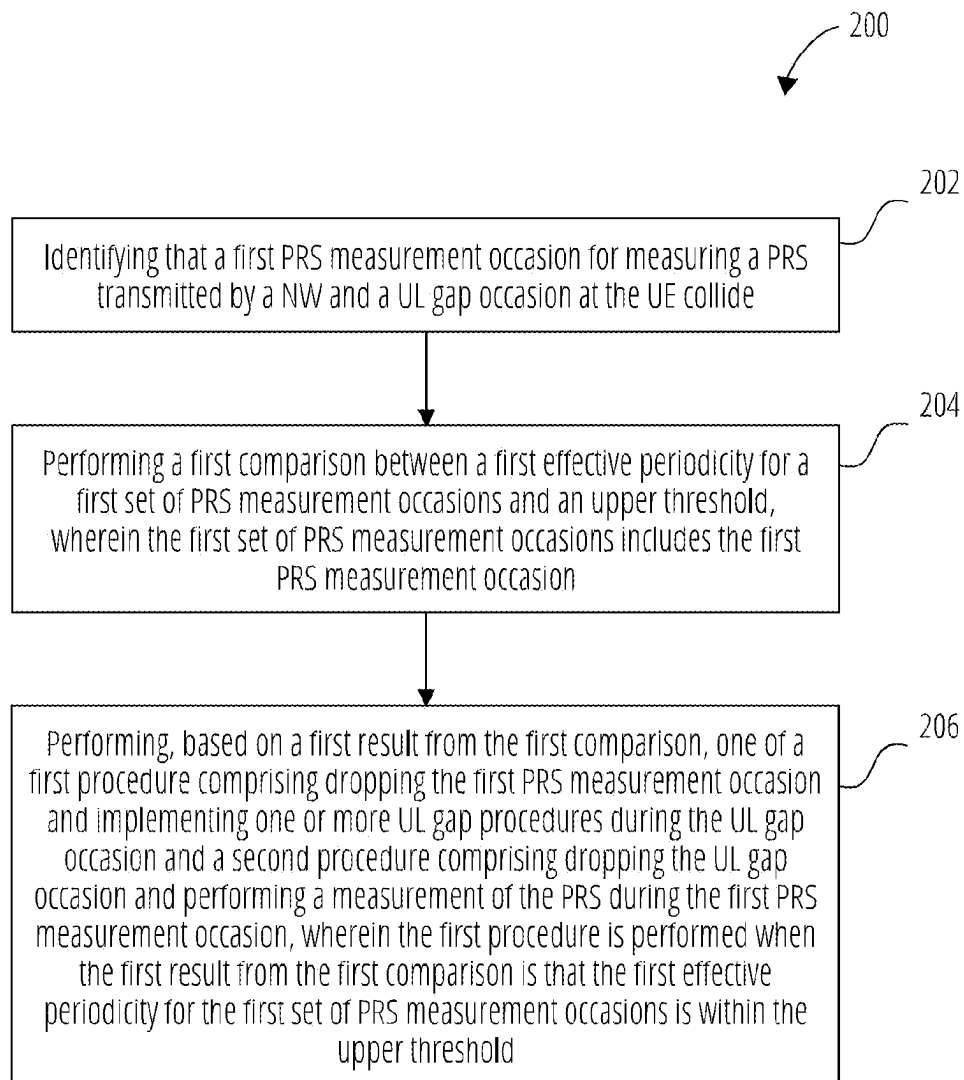 200
202
Identifying that a first PRS measurement occasion for measuring a PRS
transmitted by a NW and a UL gap occasion at the UE collide
204
Performing a first comparison between a first effective periodicity for a
first set of PRS measurement occasions and an upper threshold,
wherein the first set of PRS measurement occasions includes the first
PRS measurement occasion
206
Performing, based on a first result from the first comparison, one of a
first procedure comprising dropping the first PRS measurement occasion
and implementing one or more UL gap procedures during the UL gap
occasion and a second procedure comprising dropping the UL gap
occasion and performing a measurement of the PRS during the first PRS
measurement occasion, wherein the first procedure is performed when
the first result from the first comparison is that the first effective
periodicity for the first set of PRS measurement occasions is within the
upper threshold